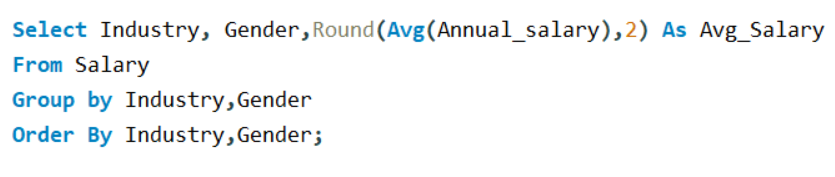 Select Industry, Gender,Round(Avg(Annual_salary),2) As Avg_Salary
From Salary
Group by Industry,Gender
Order By Industry,Gender;